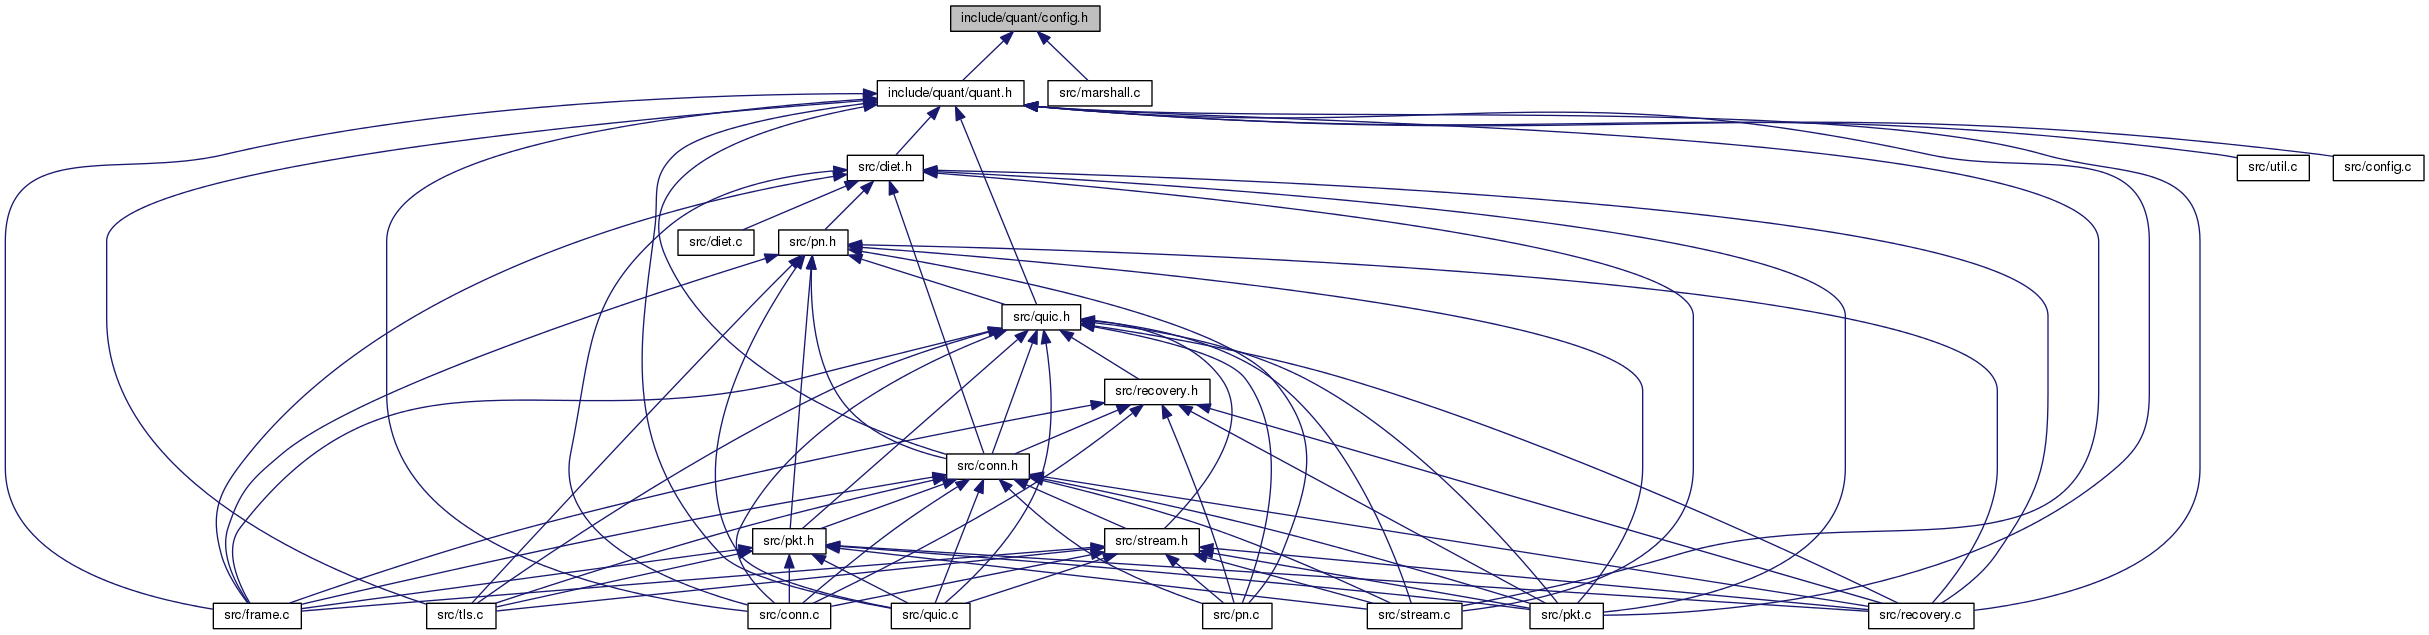 include/quant/config.h
include/quant/quant.h
src/marshall.c
src/diet.h
src/util.c
src/config.c
src/diet.c
src/pn.h
src/quic.h
src/recovery.h
src/conn.h
src/pkt.h
src/stream.h
src/frame.c
src/tls.c
src/conn.c
src/quic.c
src/pn.c
src/stream.c
src/pkt.c
src/recovery.c